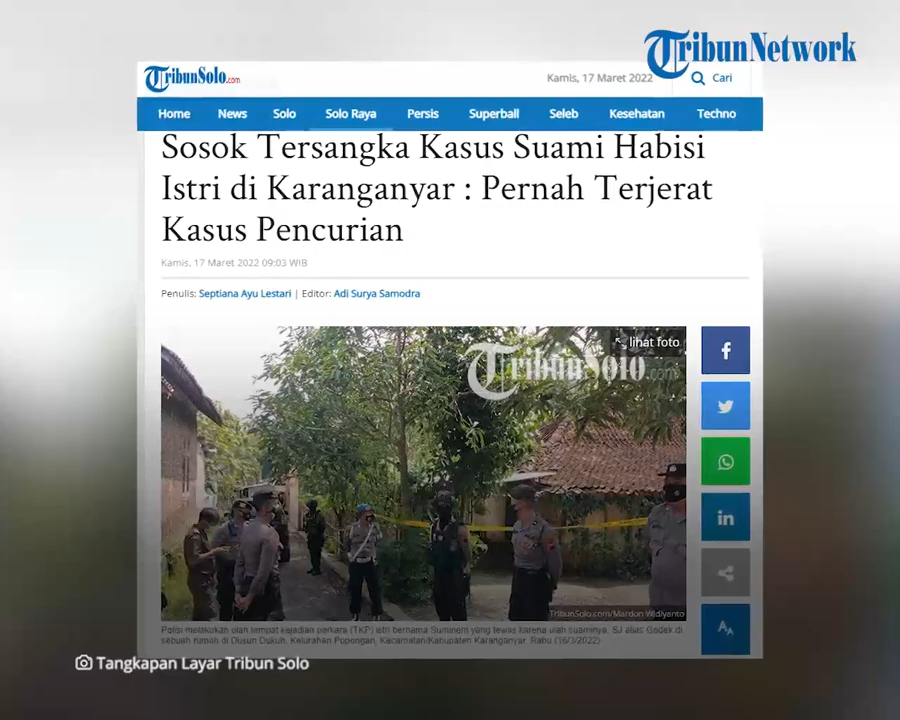 TribunNetwork
TribunSolo.com
Kamis, 17 Maret 2022
Cari
Home News Solo Solo Raya Persis Superball Seleb Kesehatan Techno
Sosok Tersangka Kasus Suami Habisi
Istri di Karanganyar : Pernah Terjerat
Kasus Pencurian
Kamis, 17 Maret 2022 09:03 WIB
Penulis: Septiana Ayu Lestari | Editor: Adi Surya Samodra
lihat foto
TribunSolo.com
TribunSolo.com/Mardon Widiyanto
Polisi melakukan olah tempat kejadian perkara (TKP) istri bernama Suminem yang tewas karena ulah suaminya, SJ alias Godek di
sebuah rumah di Dusun Dukuh, Kelurahan Popongan, Kecamatan/Kabupaten Karanganyar, Rabu (16/3/2022)
Tangkapan Layar Tribun Solo